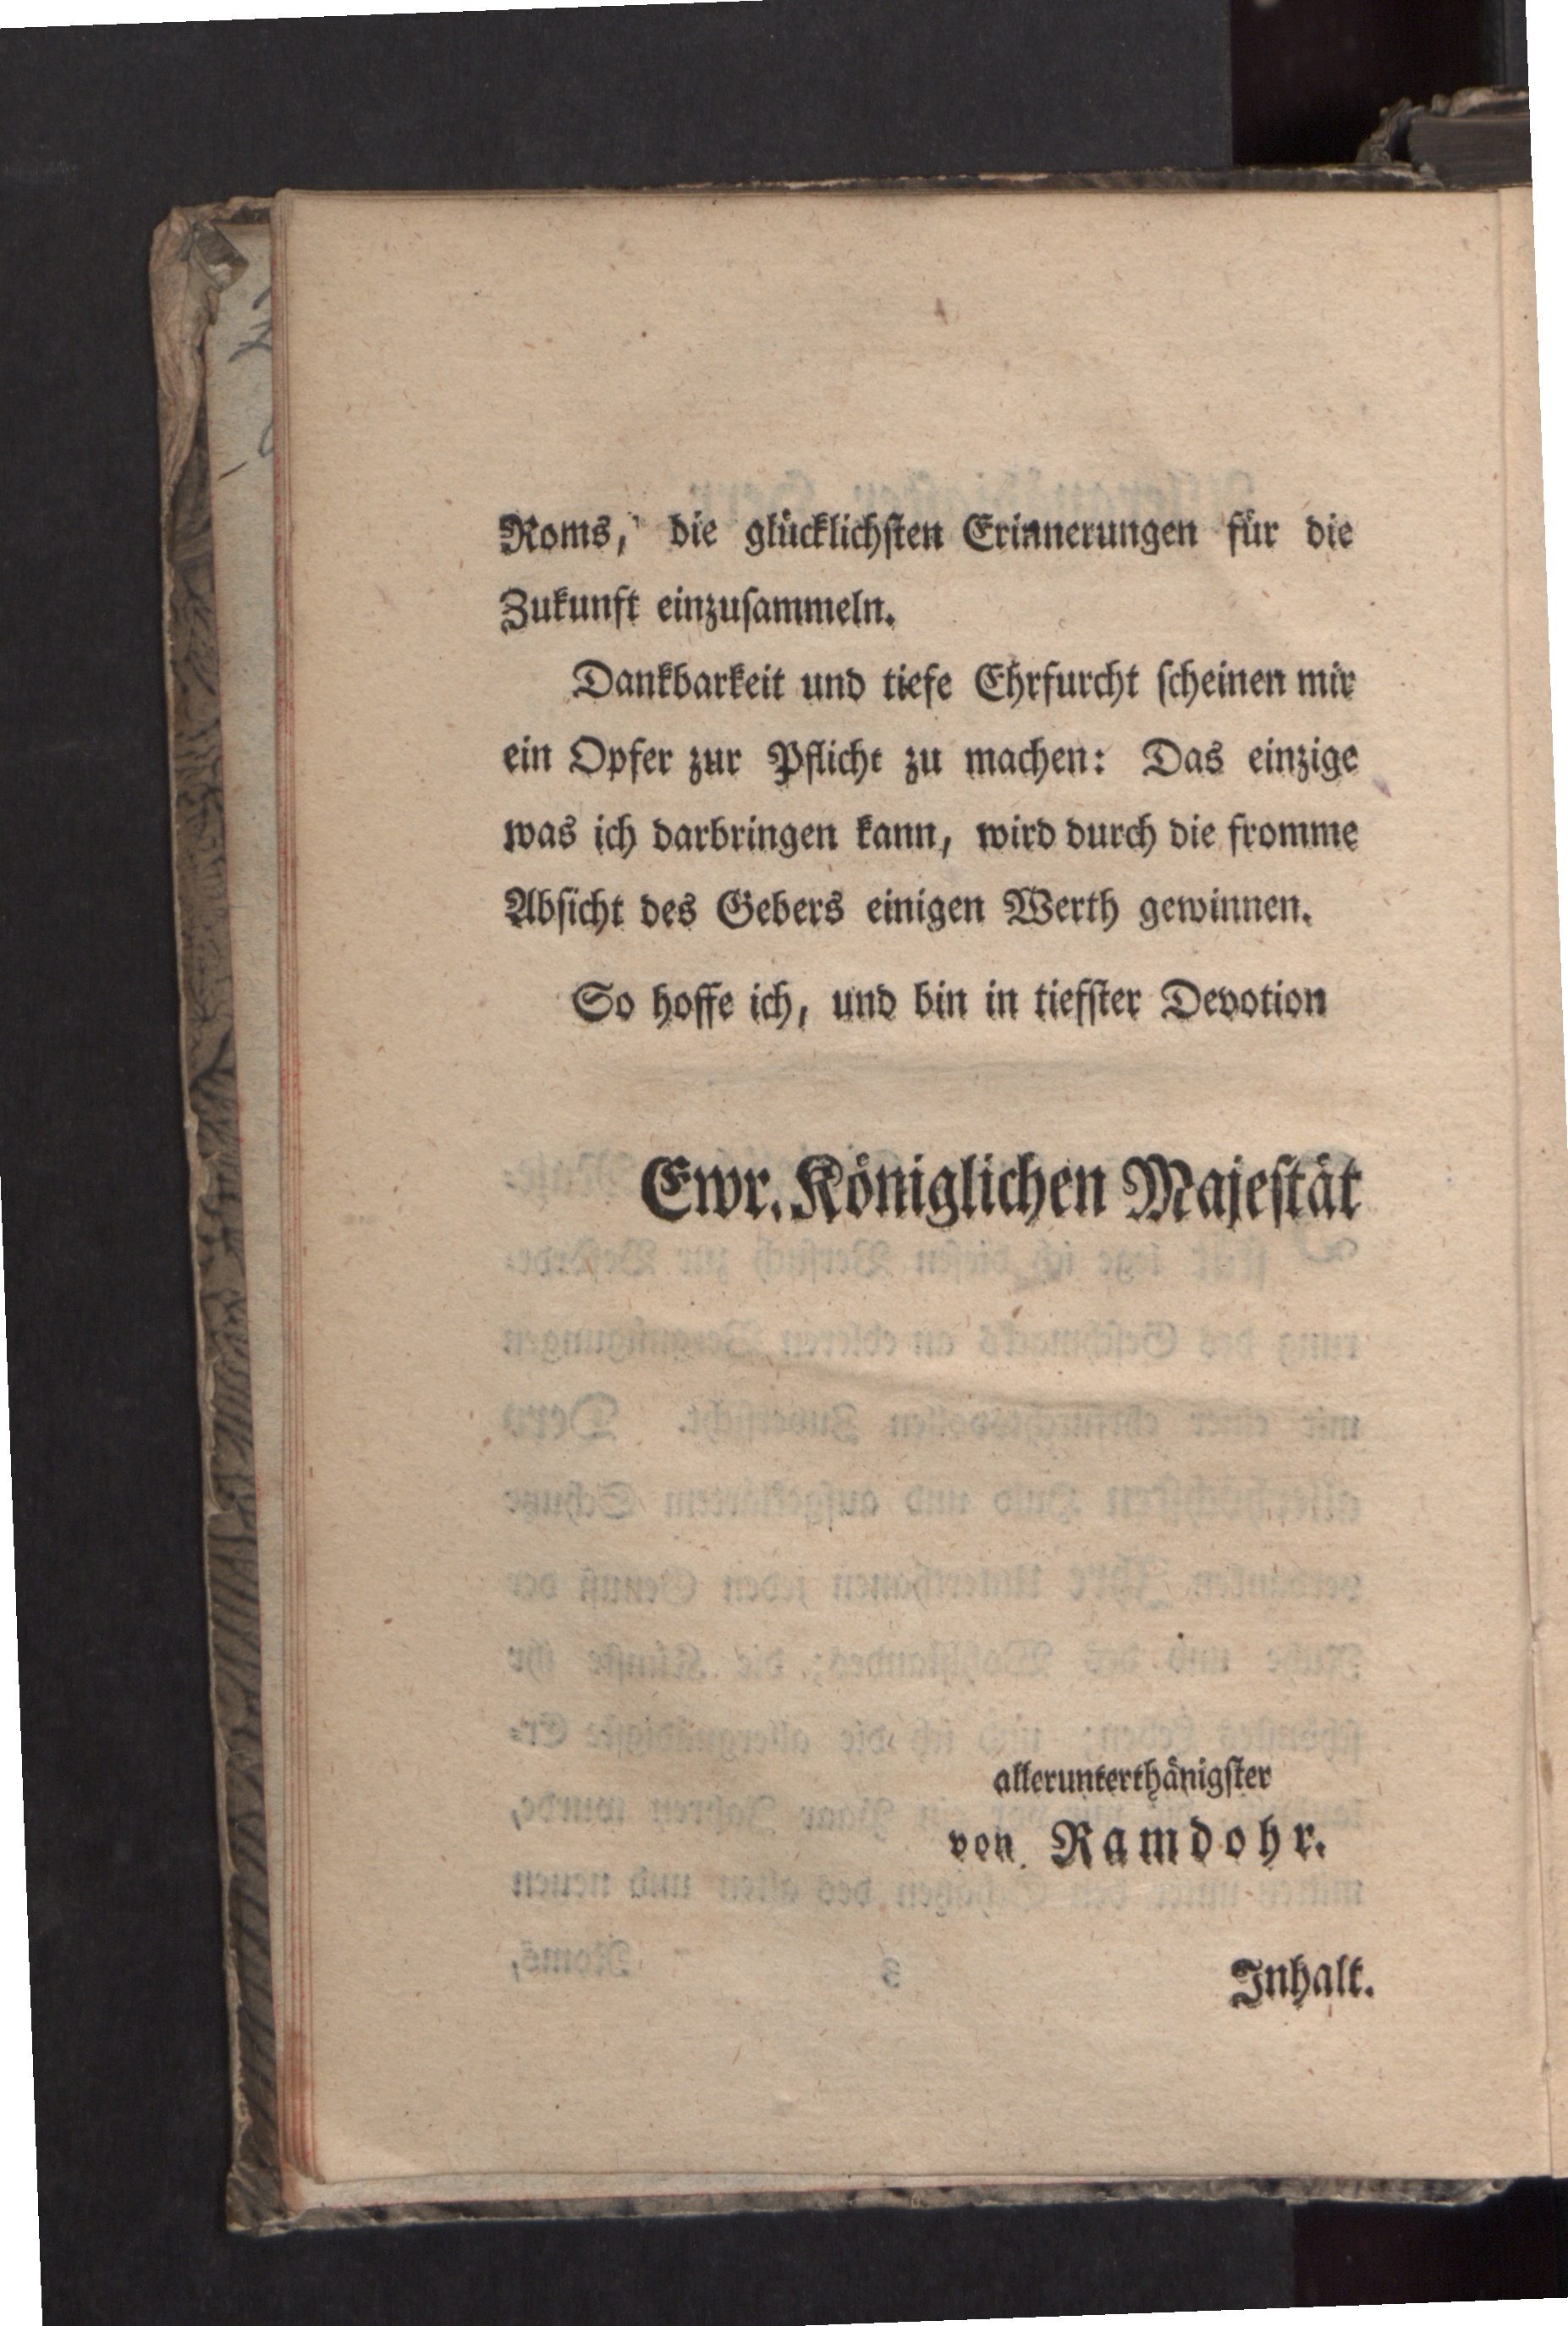 Roms, die glücklichsten Erinnerungen für die
Zukunft einzusammeln.
Dankbarkeit und tiefe Ehrfurcht scheinen mir
ein Opfer zur Pflicht zu machen: Das einzige
was ich darbringen kann, wird durch die fromme
Absicht des Gebers einigen Werth gewinnen.
So hoffe ich, und bin in tiefster Devotion
Ewr. Königlichen Majestät
allerunterthänigster
von Ramdohr.
Inhalt.